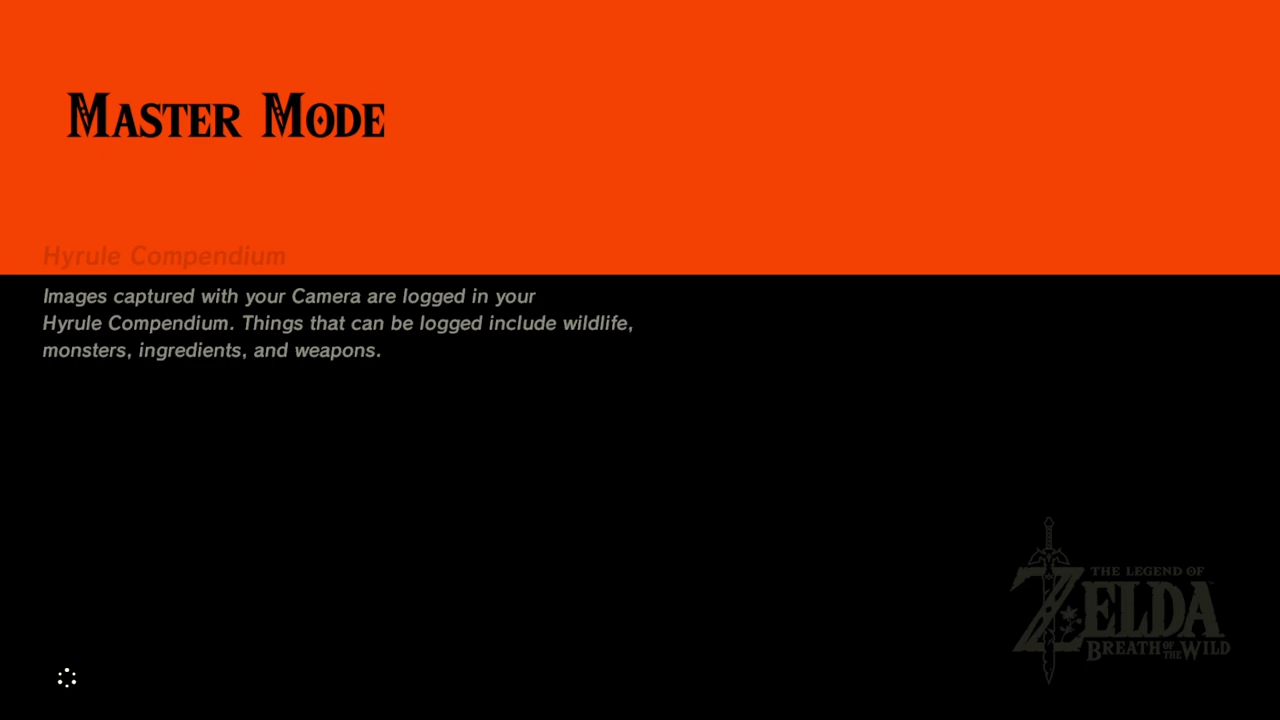 Master Mode
Hyrule Compendium
Images captured with your Camera are logged in your
Hyrule Compendium. Things that can be logged include wildlife,
monsters, ingredients, and weapons.
THE LEGEND OF
ZELDA
BREATH OF THE WILD